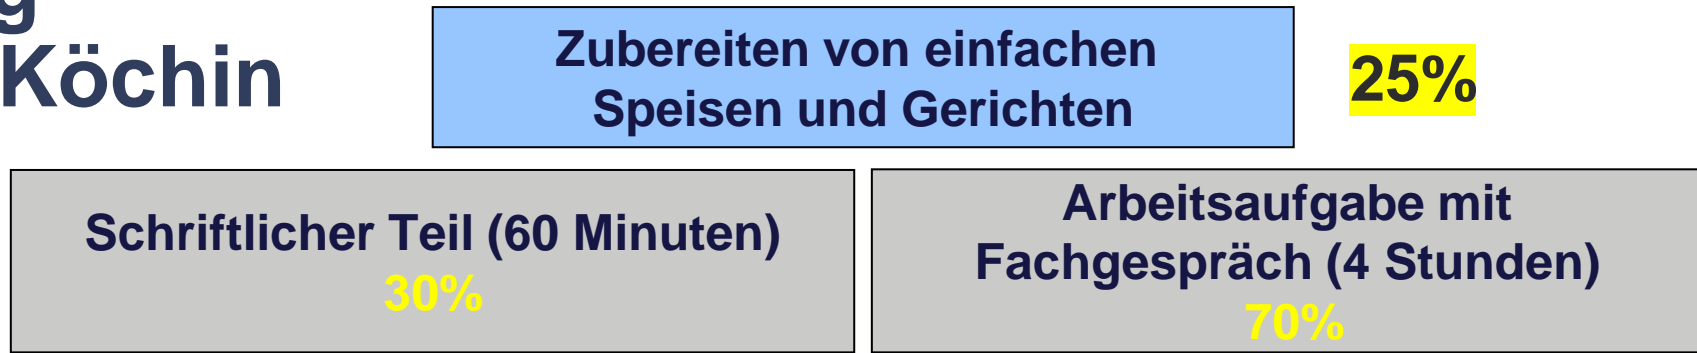 g
Köchin
Zubereiten von einfachen
Speisen und Gerichten
25%
Schriftlicher Teil (60 Minuten)
30%
Arbeitsaufgabe mit
Fachgespräch (4 Stunden)
70%